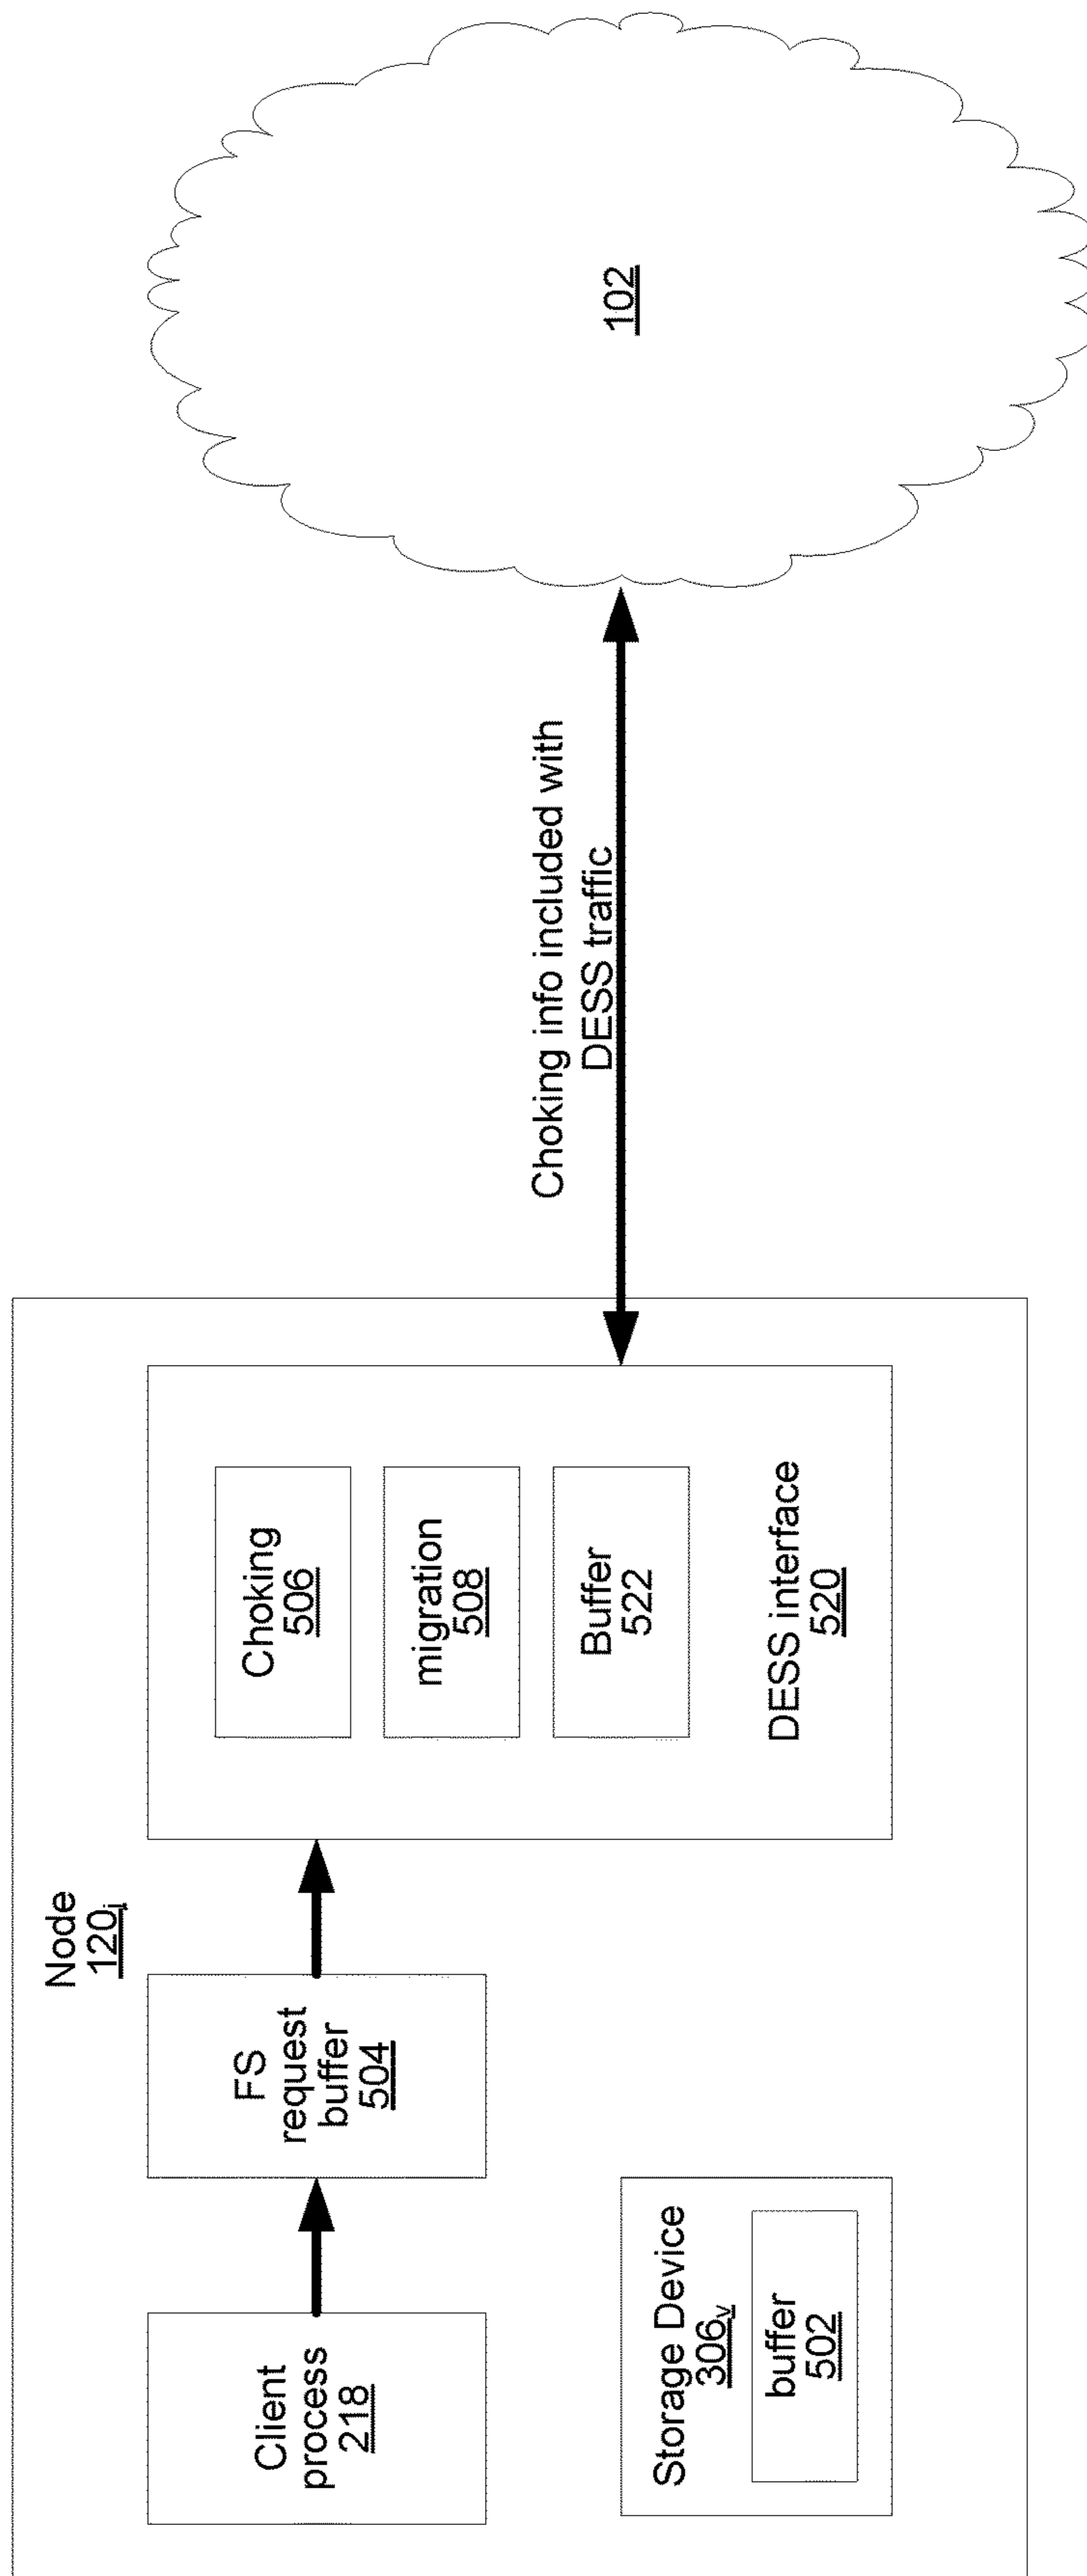 Node
120i
Client
process
218
FS
request
buffer
504
Choking
506
migration
508
Buffer
522
DESS interface
520
Storage Device
306v
buffer
502
Choking info included with
DESS traffic
102